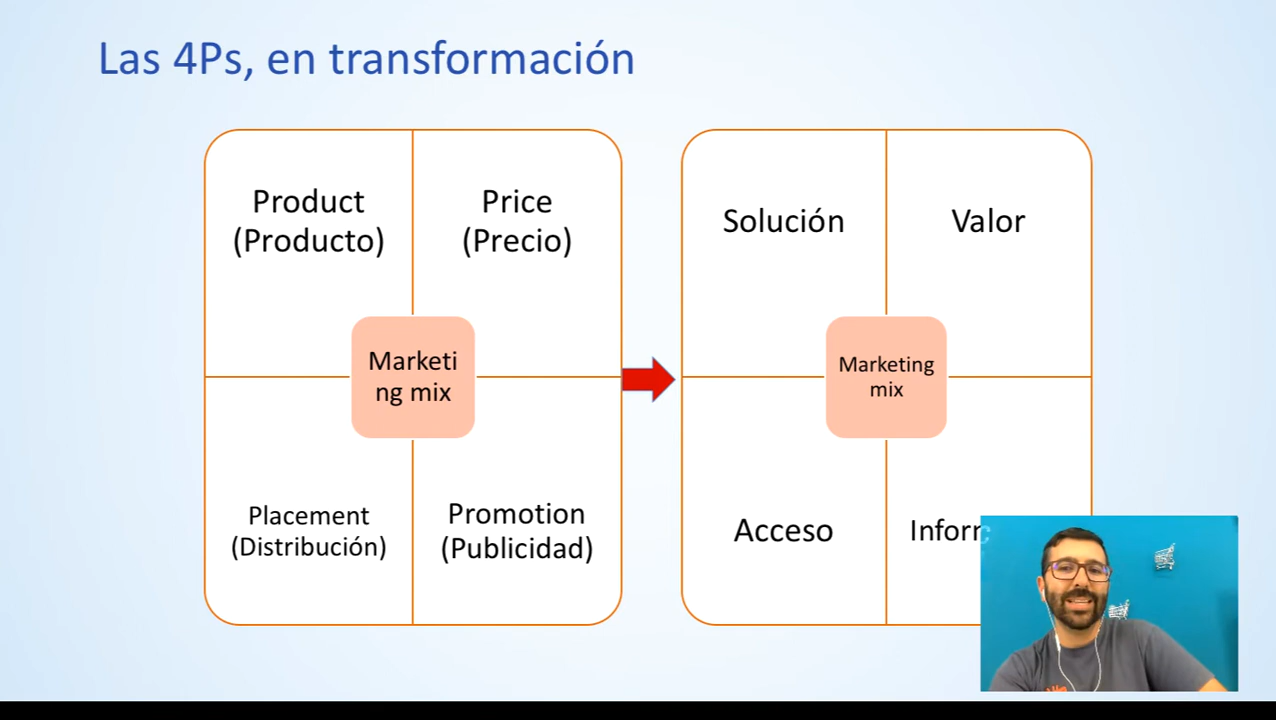 Las 4Ps, en transformación
Product
(Producto)
Price
(Precio)
Marketi
ng mix
Placement
(Distribución)
Promotion
(Publicidad)
Solución
Valor
Marketing
mix
Acceso